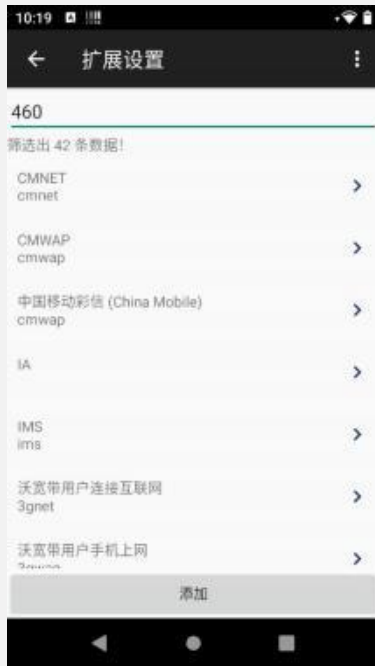 10:19
扩展设置
460
筛选出 42 条数据!
CMNET
cmnet
CMWAP
cmwap
中国移动彩信 (China Mobile)
cmwap
IA
IMS
ims
沃宽带用户连接互联网
3gnet
沃宽带用户手机上网
添加